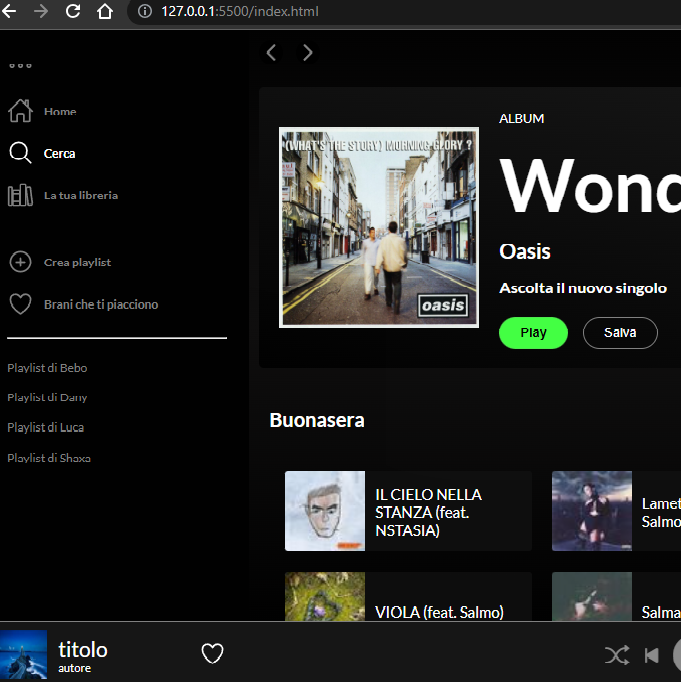 127.0.0.1:5500/index.html
Home
Cerca
La tua libreria
Crea playlist
Brani che ti piacciono
Playlist di Bebo
Playlist di Dany
Playlist di Luca
Playlist di Shaxa
(WHAT'S THE STORY) MORNING GLORY ?
oasis
ALBUM
Wond
Oasis
Ascolta il nuovo singolo
Play
Salva
Buonasera
IL CIELO NELLA
STANZA (feat.
NSTASIA)
Lamet
Salmo
VIOLA (feat. Salmo)
Salma
titolo
autore